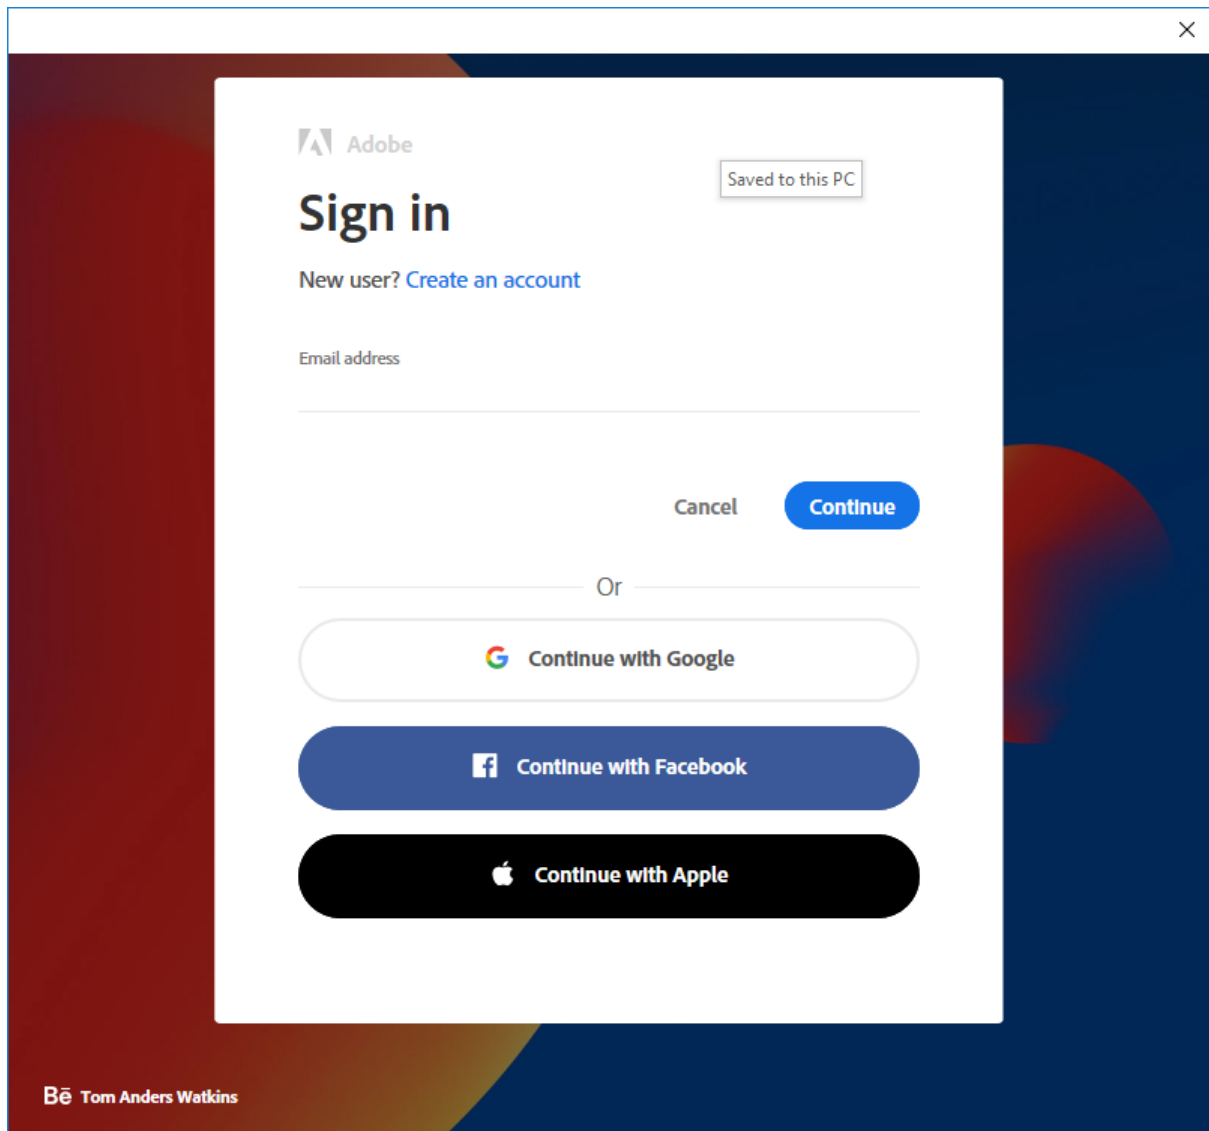 Adobe
Saved to this PC
Sign in
New user? Create an account
Email address
Cancel
Continue
Or
Continue with Google
Continue with Facebook
Continue with Apple
Bē Tom Anders Watkins